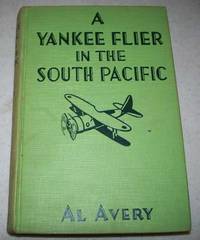 A
YANKEE FLIER
IN THE
SOUTH PACIFIC
AL AVERY